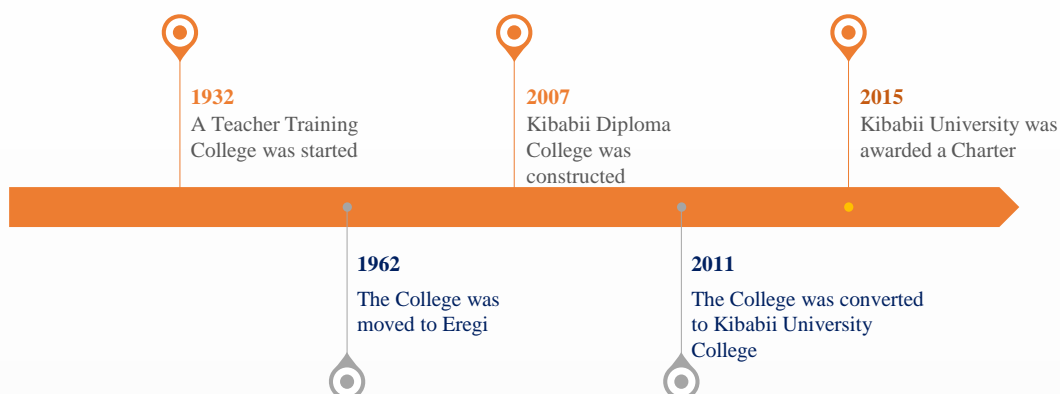 1932
A Teacher Training
College was started
2007
Kibabii Diploma
College was
constructed
2015
Kibabii University was
awarded a Charter
1962
The College was
moved to Eregi
2011
The College was converted
to Kibabii University
College